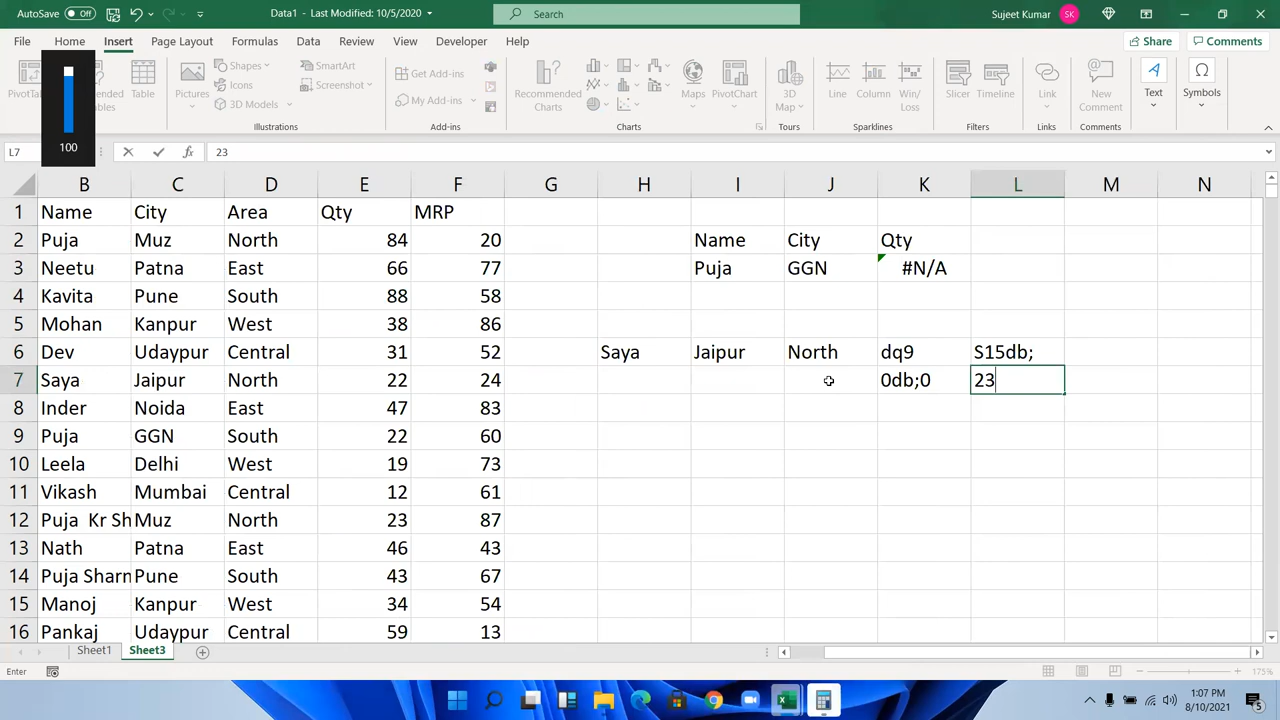 AutoSave Off Data1 - Last Modified: 10/5/2020 Search Sujeet Kumar SK
File Home Insert Page Layout Formulas Data Review View Developer Help Share Comments
Shapes SmartArt Get Add-ins
Icons Screenshot
3D Models My Add-ins
Table Pictures Recommended Charts Maps PivotChart 3D Map Line Column Win/Loss Slicer Timeline Link New Comment Text Symbols
Illustrations Add-ins Charts Tours Sparklines Filters Links Comments
100
L7 fx 23
B C D E F G H I J K L M N
1 Name City Area Qty MRP
2 Puja Muz North 84 20 Name City Qty
3 Neetu Patna East 66 77 Puja GGN #N/A
4 Kavita Pune South 88 58
5 Mohan Kanpur West 38 86
6 Dev Udaypur Central 31 52 Saya Jaipur North dq9 S15db;
7 Saya Jaipur North 22 24 0db;0 23
8 Inder Noida East 47 83
9 Puja GGN South 22 60
10 Leela Delhi West 19 73
11 Vikash Mumbai Central 12 61
12 Puja Kr Sh Muz North 23 87
13 Nath Patna East 46 43
14 Puja Sharn Pune South 43 67
15 Manoj Kanpur West 34 54
16 Pankaj Udaypur Central 59 13
Sheet1 Sheet3
Enter 175%
1:07 PM
8/10/2021 5